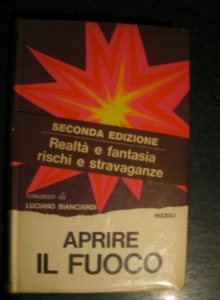 SECONDA EDIZIONE
Realtà e fantasia
rischi e stravaganze
romanzo di
LUCIANO BIANCIARDI
RIZZOLI
APRIRE
IL FUOCO